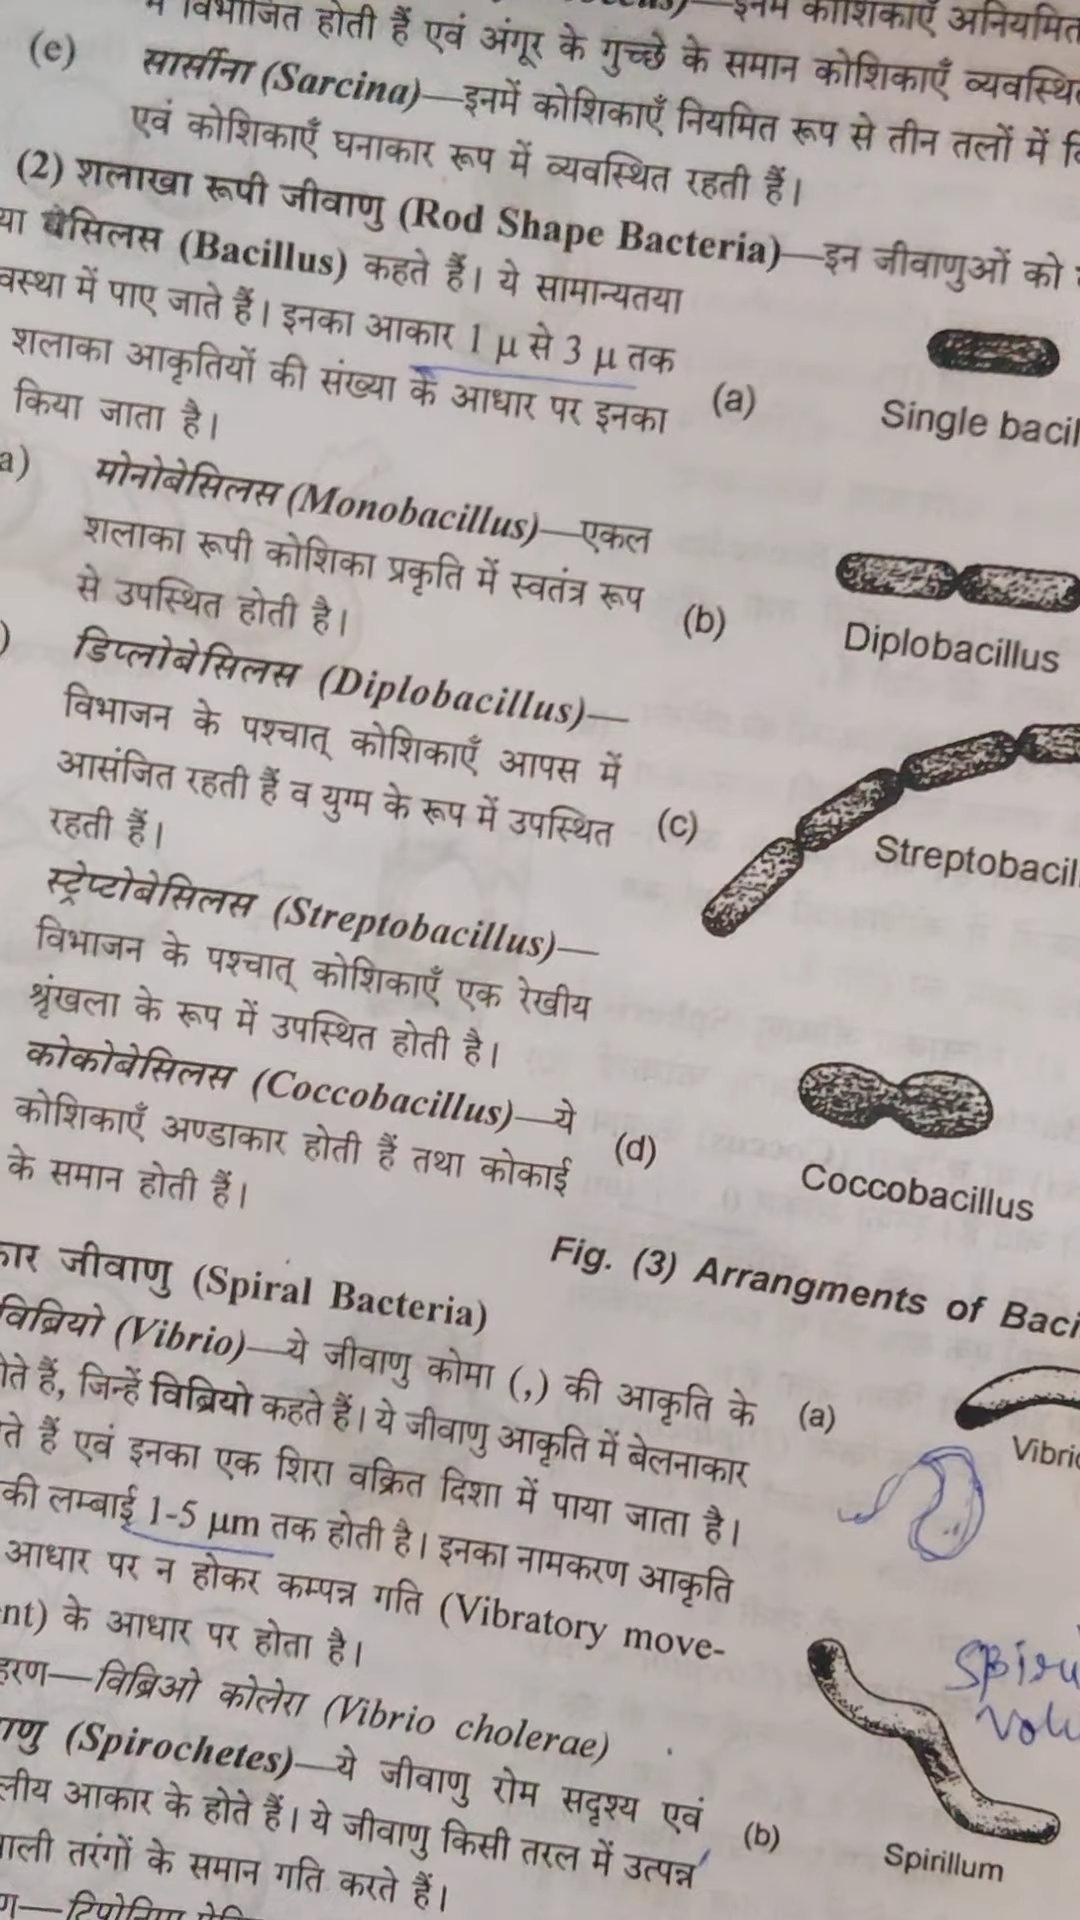 में विभाजित होती हैं एवं अंगूर के गुच्छे के समान कोशिकाएँ
इनमें कोशिकाएँ अनियमित
(e) सार्सीना (Sarcina)—इनमें कोशिकाएँ नियमित रूप से तीन तलों में
एवं कोशिकाएँ घनाकार रूप में व्यवस्थित रहती हैं।
(2) शलाखा रूपी जीवाणु (Rod Shape Bacteria)—इन जीवाणुओं को
या बेसिलस (Bacillus) कहते हैं। ये सामान्यतया
में पाए जाते हैं। इनका आकार 1 μ से 3 μ तक
शलाका आकृतियों की संख्या के आधार पर इनका
किया जाता है।
a) मोनोबेसिलस (Monobacillus)—एकल
शलाका रूपी कोशिका प्रकृति में स्वतंत्र रूप
से उपस्थित होती है।
) डिप्लोबेसिलस (Diplobacillus)—
विभाजन के पश्चात् कोशिकाएँ आपस में
आसंजित रहती हैं व युग्म के रूप में उपस्थित
रहती हैं।
स्ट्रेप्टोबेसिलस (Streptobacillus)—
विभाजन के पश्चात् कोशिकाएँ एक रेखीय
श्रृंखला के रूप में उपस्थित होती है।
कोकोबेसिलस (Coccobacillus)—ये
कोशिकाएँ अण्डाकार होती हैं तथा कोकाई
के समान होती हैं।
(a) Single bacil
(b) Diplobacillus
(c) Streptobacil
(d) Coccobacillus
Fig. (3) Arrangments of Baci
जीवाणु (Spiral Bacteria)
विब्रियो (Vibrio)—ये जीवाणु कोमा (,) की आकृति के
हैं, जिन्हें विब्रियो कहते हैं। ये जीवाणु आकृति में बेलनाकार
हैं एवं इनका एक शिरा वक्रित दिशा में पाया जाता है।
की लम्बाई 1-5 μm तक होती है। इनका नामकरण आकृति
आधार पर न होकर कम्पन्न गति (Vibratory move-
nt) के आधार पर होता है।
विब्रिओ कोलेरा (Vibrio cholerae)
(Spirochetes)—ये जीवाणु रोम सदृश्य एवं
आकार के होते हैं। ये जीवाणु किसी तरल में उत्पन्न
तरंगों के समान गति करते हैं।
(a) Vibri
(b) Spirillum